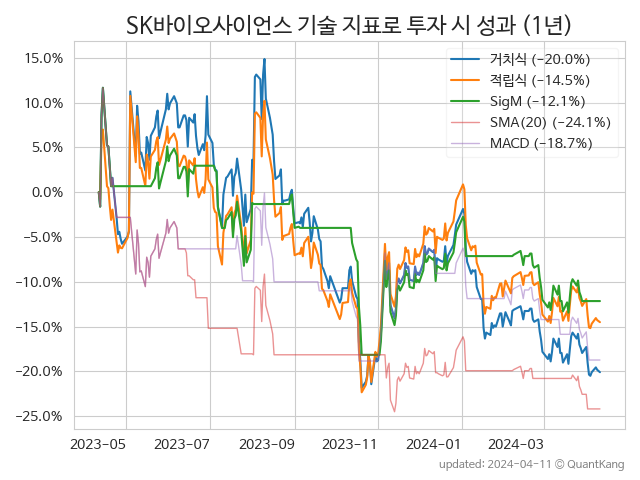 SK바이오사이언스 기술 지표로 투자 시 성과 (1년)
15.0%
10.0%
5.0%
0.0%
−5.0%
−10.0%
−15.0%
−20.0%
−25.0%
거치식 (−20.0%)
적립식 (−14.5%)
SigM (−12.1%)
SMA(20) (−24.1%)
MACD (−18.7%)
2023-05 2023-07 2023-09 2023-11 2024-01 2024-03
updated: 2024-04-11 © QuantKang